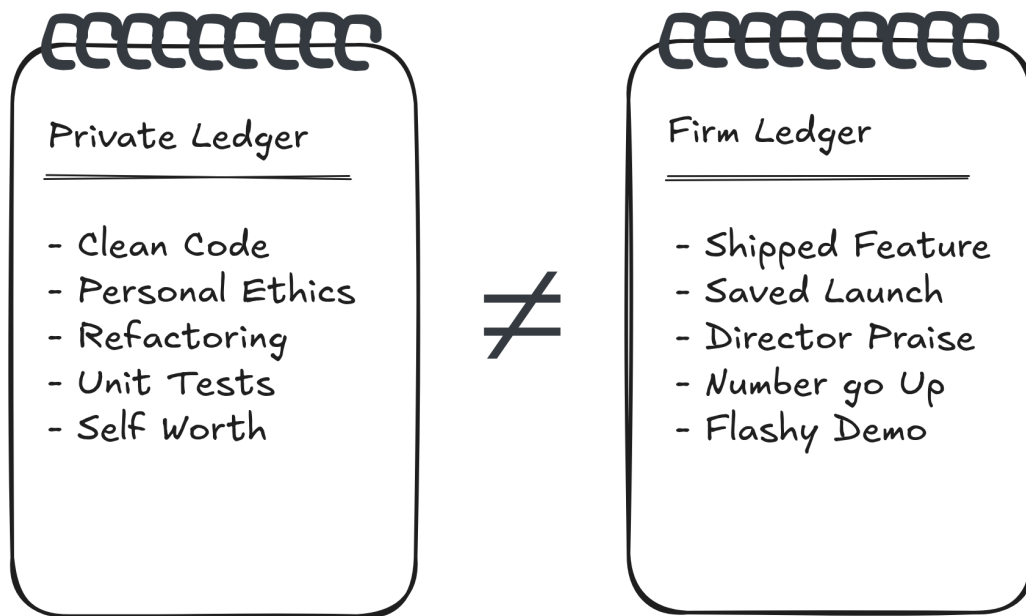 Private Ledger
- Clean Code
- Personal Ethics
- Refactoring
- Unit Tests
- Self Worth
≠
Firm Ledger
- Shipped Feature
- Saved Launch
- Director Praise
- Number go Up
- Flashy Demo